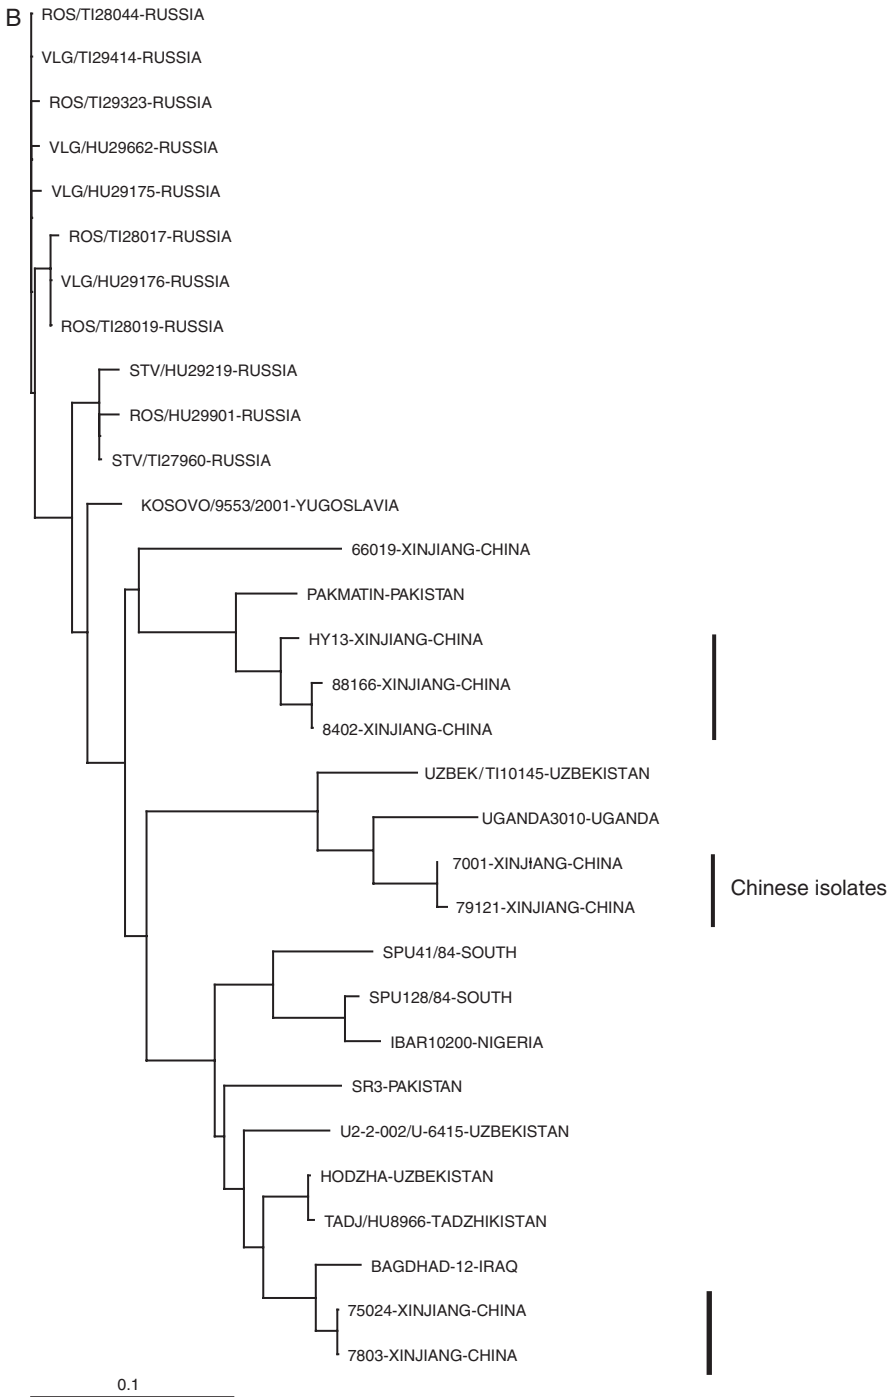 B
ROS/TI28044-RUSSIA
VLG/TI29414-RUSSIA
ROS/TI29323-RUSSIA
VLG/HU29662-RUSSIA
VLG/HU29175-RUSSIA
ROS/TI28017-RUSSIA
VLG/HU29176-RUSSIA
ROS/TI28019-RUSSIA
STV/HU29219-RUSSIA
ROS/HU29901-RUSSIA
STV/TI27960-RUSSIA
KOSOVO/9553/2001-YUGOSLAVIA
66019-XINJIANG-CHINA
PAKMATIN-PAKISTAN
HY13-XINJIANG-CHINA
88166-XINJIANG-CHINA
8402-XINJIANG-CHINA
UZBEK/TI10145-UZBEKISTAN
UGANDA3010-UGANDA
7001-XINJIANG-CHINA
Chinese isolates
79121-XINJIANG-CHINA
SPU41/84-SOUTH
SPU128/84-SOUTH
IBAR10200-NIGERIA
SR3-PAKISTAN
U2-2-002/U-6415-UZBEKISTAN
HODZHA-UZBEKISTAN
TADJ/HU8966-TADZHIKISTAN
BAGDHAD-12-IRAQ
75024-XINJIANG-CHINA
7803-XINJIANG-CHINA
0.1